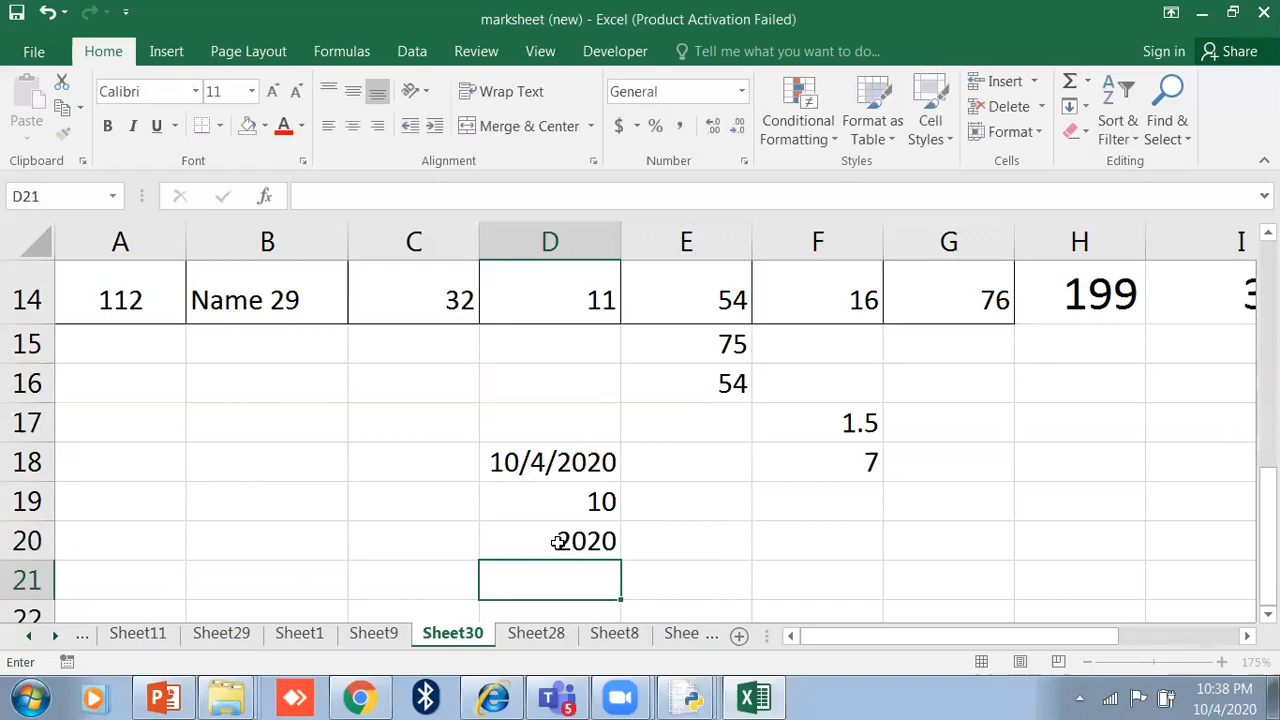 marksheet (new) - Excel (Product Activation Failed)
File Home Insert Page Layout Formulas Data Review View Developer Tell me what you want to do... Sign in Share
Calibri 11 Wrap Text General Insert
Paste B I U Merge & Center $ % , Conditional Formatting Format as Table Cell Styles Delete Format Sort & Filter Find & Select
Clipboard Font Alignment Number Styles Cells Editing
D21 fx
A B C D E F G H I
14 112 Name 29 32 11 54 16 76 199 3
15 75
16 54
17 1.5
18 10/4/2020 7
19 10
20 2020
21
22
... Sheet11 Sheet29 Sheet1 Sheet9 Sheet30 Sheet28 Sheet8 Shee ...
Enter 175%
5 10:38 PM
10/4/2020